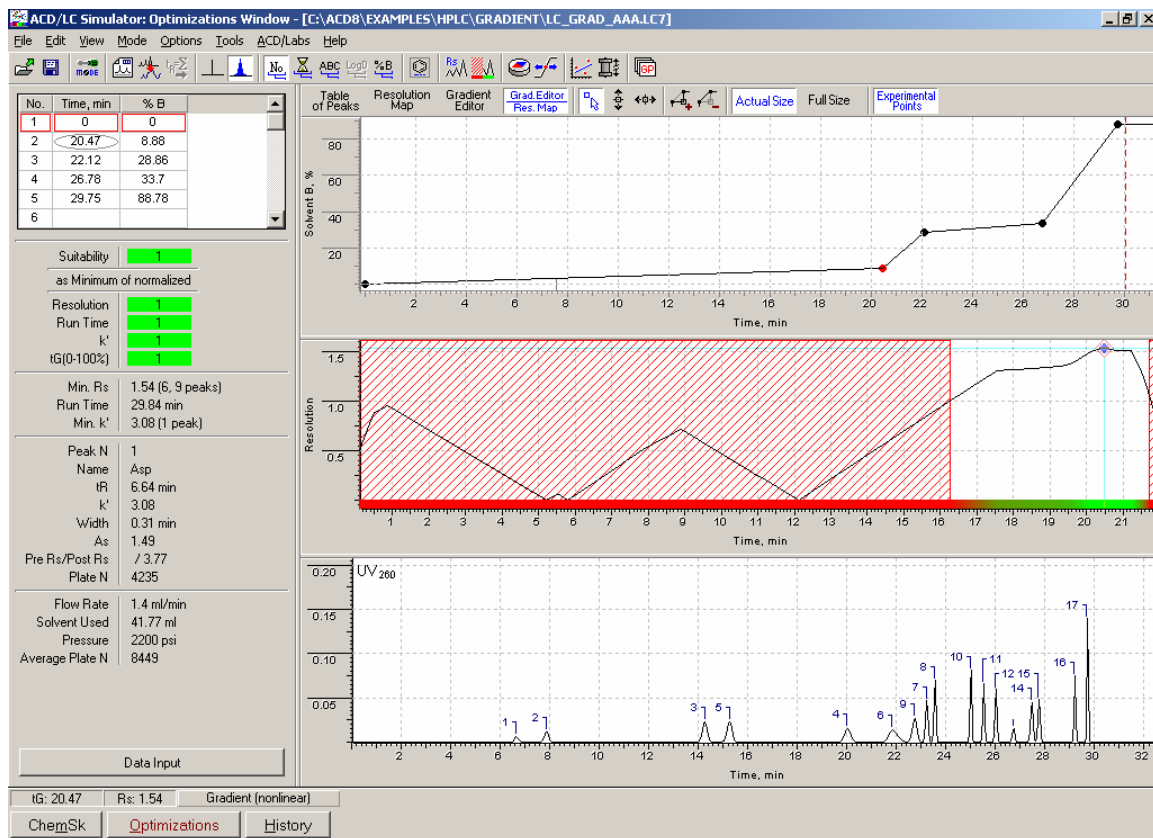 ACD/LC Simulator: Optimizations Window - [C:\ACD8\EXAMPLES\HPLC\GRADIENT\LC_GRAD_AAA.LC7]
File Edit View Mode Options Tools ACD/Labs Help
MODE No ABC LogD %B Rs GP
No. Time, min % B
1 0 0
2 20.47 8.88
3 22.12 28.86
4 26.78 33.7
5 29.75 88.78
6
Suitability 1
as Minimum of normalized
Resolution 1
Run Time 1
k' 1
tG(0-100%) 1
Min. Rs 1.54 (6, 9 peaks)
Run Time 29.84 min
Min. k' 3.08 (1 peak)
Peak N 1
Name Asp
tR 6.64 min
k' 3.08
Width 0.31 min
As 1.49
Pre Rs/Post Rs / 3.77
Plate N 4235
Flow Rate 1.4 ml/min
Solvent Used 41.77 ml
Pressure 2200 psi
Average Plate N 8449
Data Input
Table of Peaks
Resolution Map
Gradient Editor
Grad.Editor/
Res. Map
Actual Size
Full Size
Experimental Points
Solvent B, %
80
60
40
20
0 2 4 6 8 10 12 14 16 18 20 22 24 26 28 30
Time, min
Resolution
1.5
1.0
0.5
1 2 3 4 5 6 7 8 9 10 11 12 13 14 15 16 17 18 19 20 21
Time, min
UV260
0.20
0.15
0.10
0.05
1 2 3 5 4 6 9 7 8 10 11 12 15 14 16 17
2 4 6 8 10 12 14 16 18 20 22 24 26 28 30 32
Time, min
tG: 20.47 Rs: 1.54 Gradient (nonlinear)
ChemSk Optimizations History